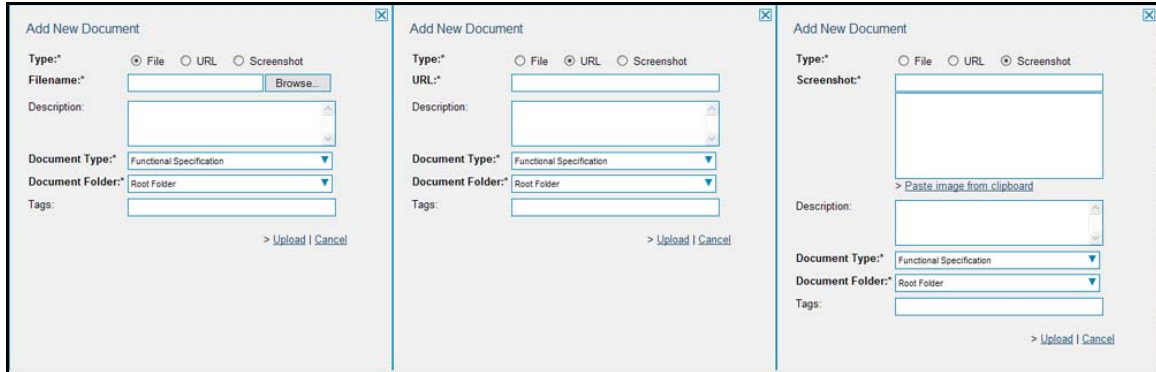 Add New Document
Type:* File URL Screenshot
Filename:* Browse...
Description:
Document Type:* Functional Specification
Document Folder:* Root Folder
Tags:
> Upload | Cancel
Add New Document
Type:* File URL Screenshot
URL:*
Description:
Document Type:* Functional Specification
Document Folder:* Root Folder
Tags:
> Upload | Cancel
Add New Document
Type:* File URL Screenshot
Screenshot:*
> Paste image from clipboard
Description:
Document Type:* Functional Specification
Document Folder:* Root Folder
Tags:
> Upload | Cancel